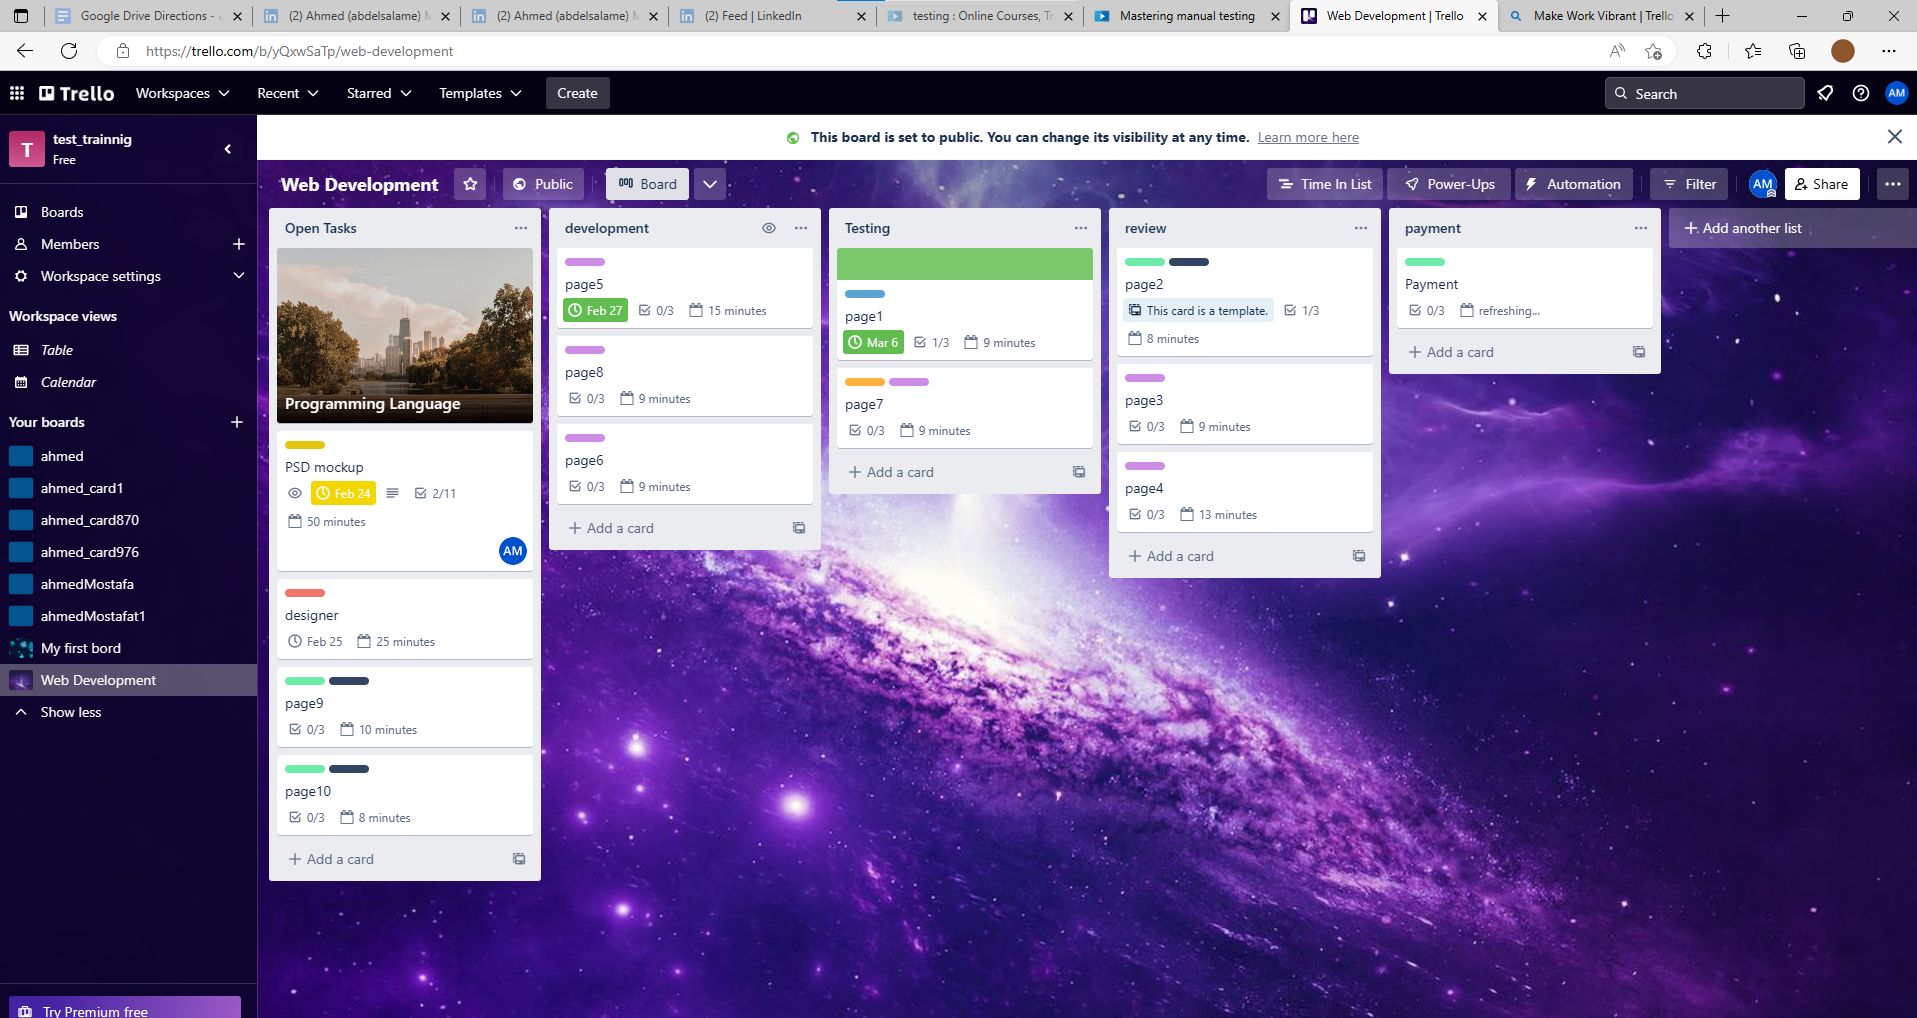 Google Drive Directions -
(2) Ahmed (abdelsalame)
(2) Ahmed (abdelsalame)
(2) Feed | LinkedIn
testing : Online Courses, Tr
Mastering manual testing
Web Development | Trello
Make Work Vibrant | Trello
https://trello.com/b/yQxwSaTp/web-development
Trello
Workspaces
Recent
Starred
Templates
Create
Search
AM
T
test_trainnig
Free
This board is set to public. You can change its visibility at any time. Learn more here
Web Development
Public
Board
Time In List
Power-Ups
Automation
Filter
AM
Share
Boards
Members
Workspace settings
Workspace views
Table
Calendar
Your boards
ahmed
ahmed_card1
ahmed_card870
ahmed_card976
ahmedMostafa
ahmedMostafat1
My first bord
Web Development
Show less
Try Premium free
Open Tasks
Programming Language
PSD mockup
Feb 24
2/11
50 minutes
AM
designer
Feb 25
25 minutes
page9
0/3
10 minutes
page10
0/3
8 minutes
Add a card
development
page5
Feb 27
0/3
15 minutes
page8
0/3
9 minutes
page6
0/3
9 minutes
Add a card
Testing
page1
Mar 6
1/3
9 minutes
page7
0/3
9 minutes
Add a card
review
page2
This card is a template.
1/3
8 minutes
page3
0/3
9 minutes
page4
0/3
13 minutes
Add a card
payment
Payment
0/3
refreshing...
Add a card
Add another list